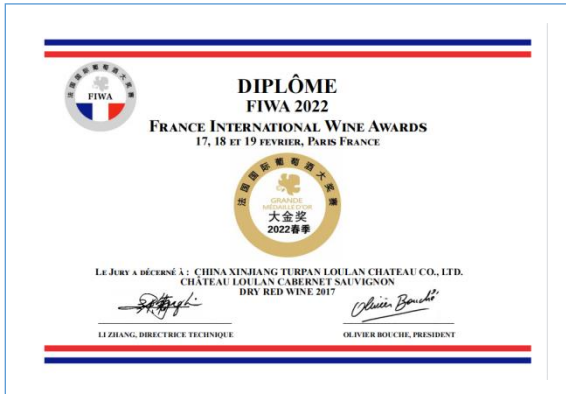 法国国际葡萄酒大奖赛
FIWA
DIPLÔME
FIWA 2022
FRANCE INTERNATIONAL WINE AWARDS
17, 18 ET 19 FEVRIER, PARIS FRANCE
法国国际葡萄酒大奖赛
GRANDE
MÉDAILLE D'OR
大金奖
2022春季
LE JURY A DÉCERNÉ À : CHINA XINJIANG TURPAN LOULAN CHATEAU CO., LTD.
CHÂTEAU LOULAN CABERNET SAUVIGNON
DRY RED WINE 2017
Olivier Bouché
LI ZHANG, DIRECTRICE TECHNIQUE
OLIVIER BOUCHE, PRESIDENT